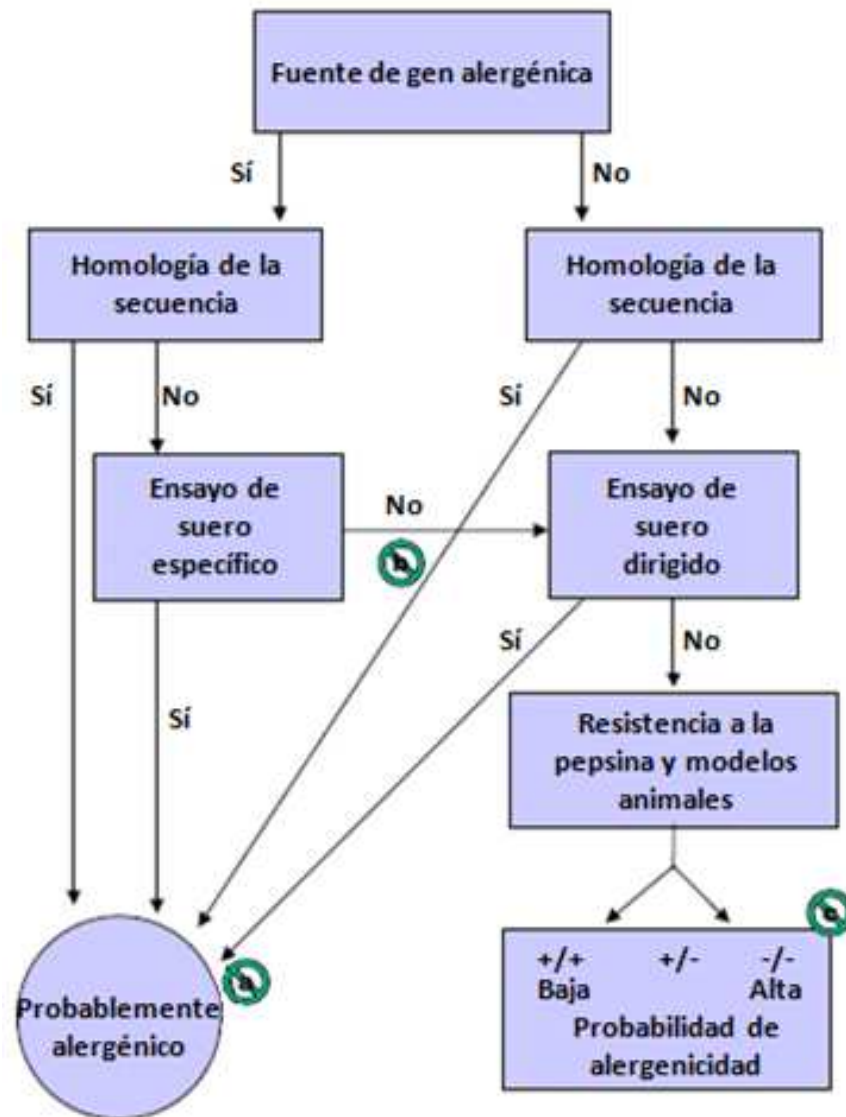 Fuente de gen alergénica
Sí
No
Homología de la
secuencia
Homología de la
secuencia
Sí
No
Sí
No
Ensayo de
suero
específico
No
Ensayo de
suero
dirigido
Sí
Sí
No
Resistencia a la
pepsina y modelos
animales
Probablemente
alergénico
+/+ +/- -/-
Baja Alta
Probabilidad de
alergenicidad